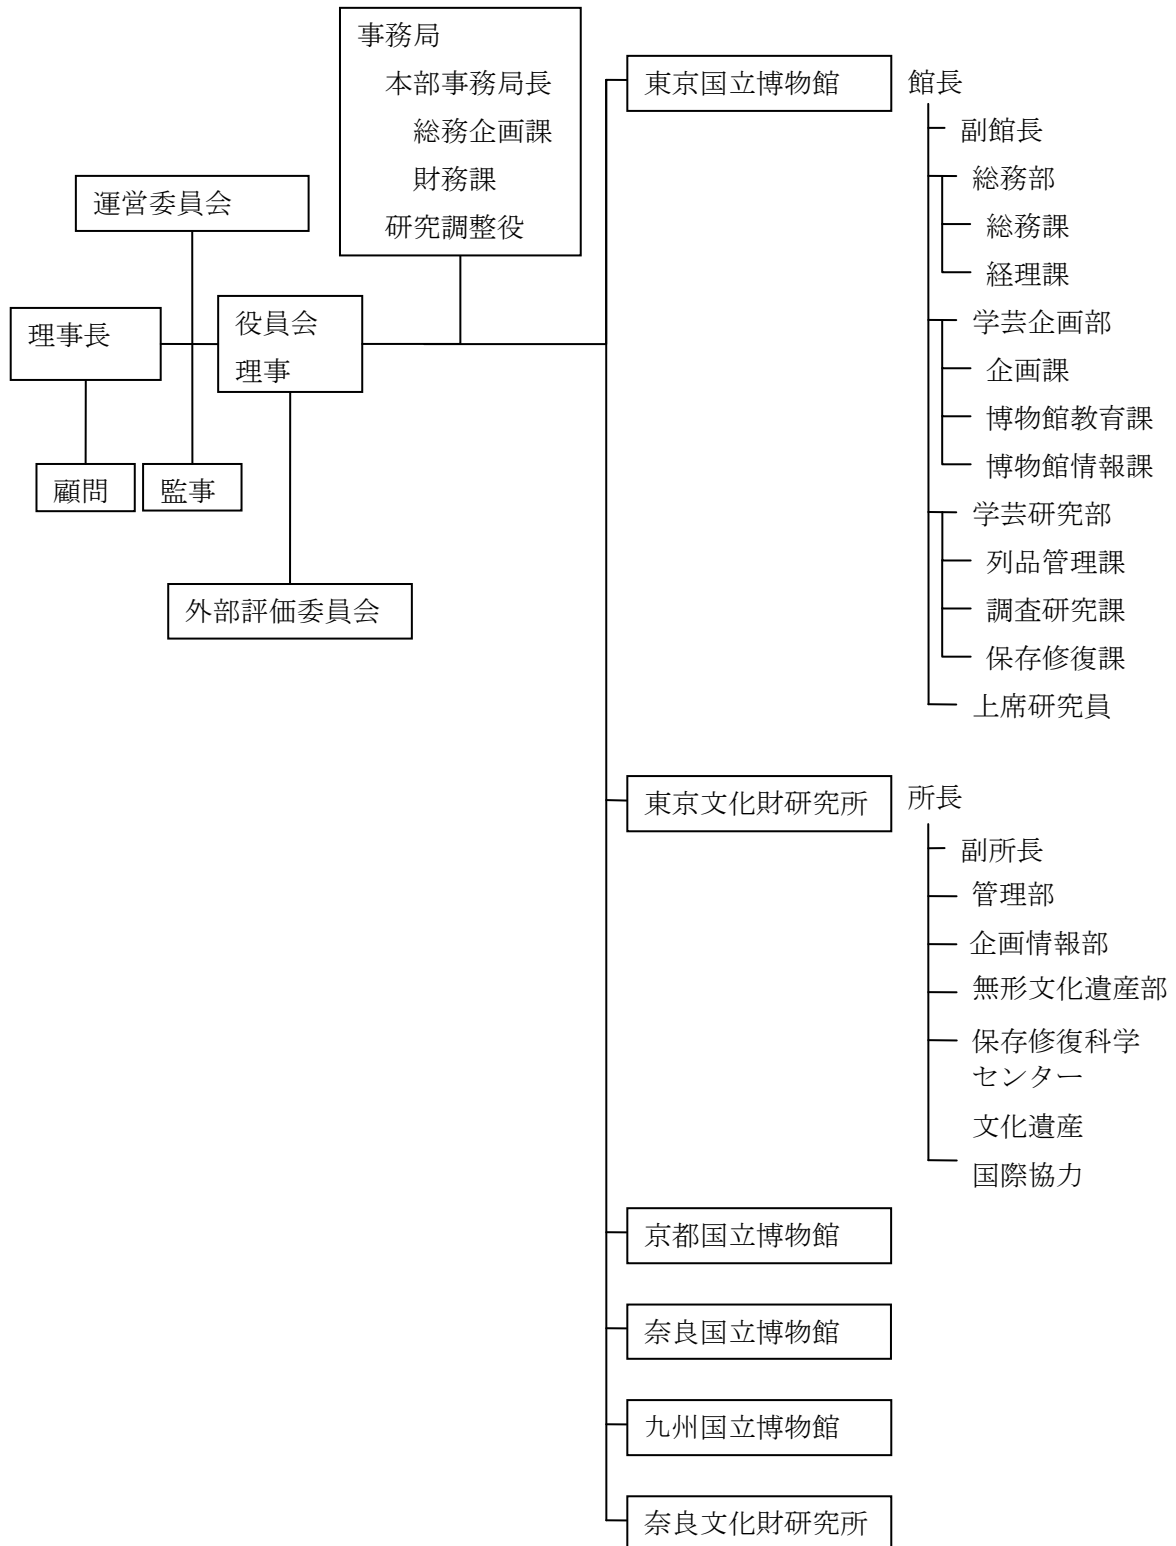 事務局
本部事務局長
総務企画課
財務課
研究調整役
運営委員会
理事長
役員会
理事
顧問
監事
外部評価委員会
東京国立博物館
館長
副館長
総務部
総務課
経理課
学芸企画部
企画課
博物館教育課
博物館情報課
学芸研究部
列品管理課
調査研究課
保存修復課
上席研究員
東京文化財研究所
所長
副所長
管理部
企画情報部
無形文化遺産部
保存修復科学
センター
文化遺産
国際協力
京都国立博物館
奈良国立博物館
九州国立博物館
奈良文化財研究所